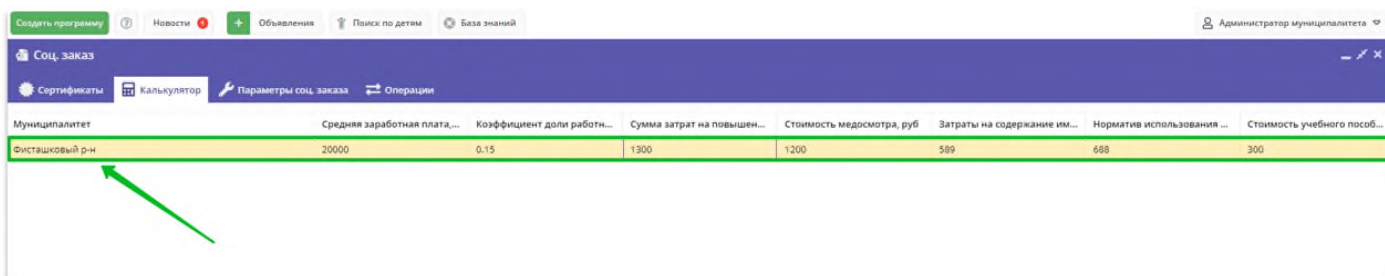 Создать программу Новости 1 + Объявления Поиск по детям База знаний Администратор муниципалитета
Соц. заказ
Сертификаты Калькулятор Параметры соц. заказа Операции
Муниципалитет Средняя заработная плата,... Коэффициент доли работн... Сумма затрат на повышен... Стоимость медосмотра, руб Затраты на содержание им... Норматив использования ... Стоимость учебного пособ...
Фисташковый р-н 20000 0.15 1300 1200 589 688 300